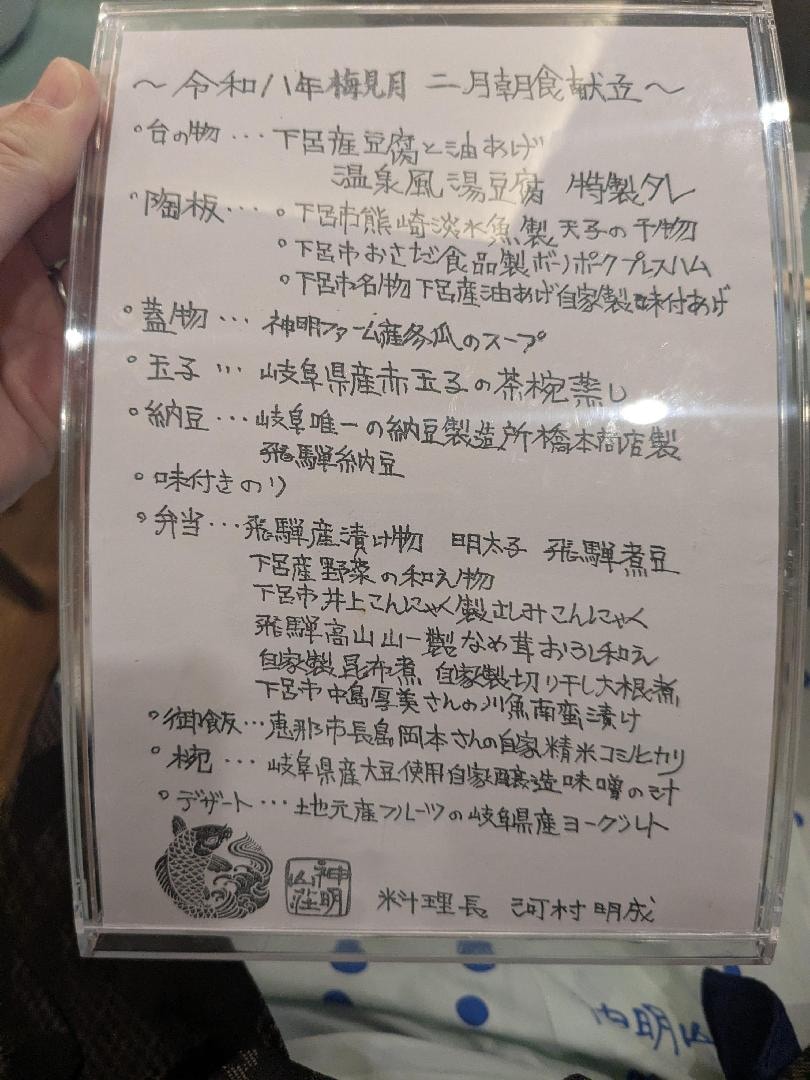 ～令和八年梅見月 二月朝食献立～
°台の物… 下呂産豆腐と油あげ
温泉風湯豆腐 特製タレ
°陶板… °下呂市熊崎淡水魚製 天子の干物
°下呂市おさだ食品製ボーノポークプレスハム
°下呂市名物下呂産油あげ自家製味付あげ
°蓋物… 神明ファーム産冬瓜のスープ
°玉子… 岐阜県産赤玉子の茶椀蒸し
°納豆… 岐阜唯一の納豆製造所橋本商店製
飛騨納豆
°味付きのり
°弁当… 飛騨産漬け物 明太子 飛騨煮豆
下呂産野菜の和え物
下呂市井上こんにゃく製さしみこんにゃく
飛騨高山山一製なめ茸おろし和え
自家製昆布煮 自家製切り干し大根煮
下呂市中島厚美さんの川魚南蛮漬け
°御飯… 恵那市長島岡本さんの自家精米コシヒカリ
°椀… 岐阜県産大豆使用自家醸造味噌の汁
°デザート… 土地元産フルーツの岐阜県産ヨーグルト
神明山荘
料理長 河村明成